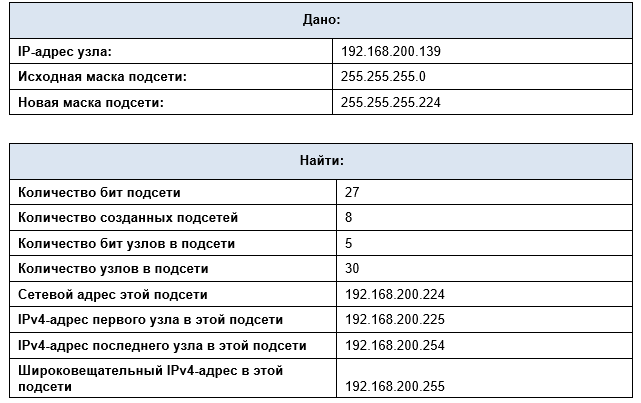 Дано:
IP-адрес узла: 192.168.200.139
Исходная маска подсети: 255.255.255.0
Новая маска подсети: 255.255.255.224
Найти:
Количество бит подсети 27
Количество созданных подсетей 8
Количество бит узлов в подсети 5
Количество узлов в подсети 30
Сетевой адрес этой подсети 192.168.200.224
IPv4-адрес первого узла в этой подсети 192.168.200.225
IPv4-адрес последнего узла в этой подсети 192.168.200.254
Широковещательный IPv4-адрес в этой
подсети 192.168.200.255